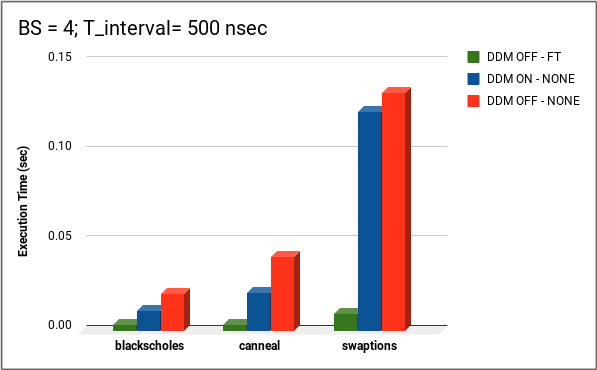 BS = 4; T_interval= 500 nsec
DDM OFF - FT
DDM ON - NONE
DDM OFF - NONE
Execution Time (sec)
0.15
0.10
0.05
0.00
blackscholes
canneal
swaptions